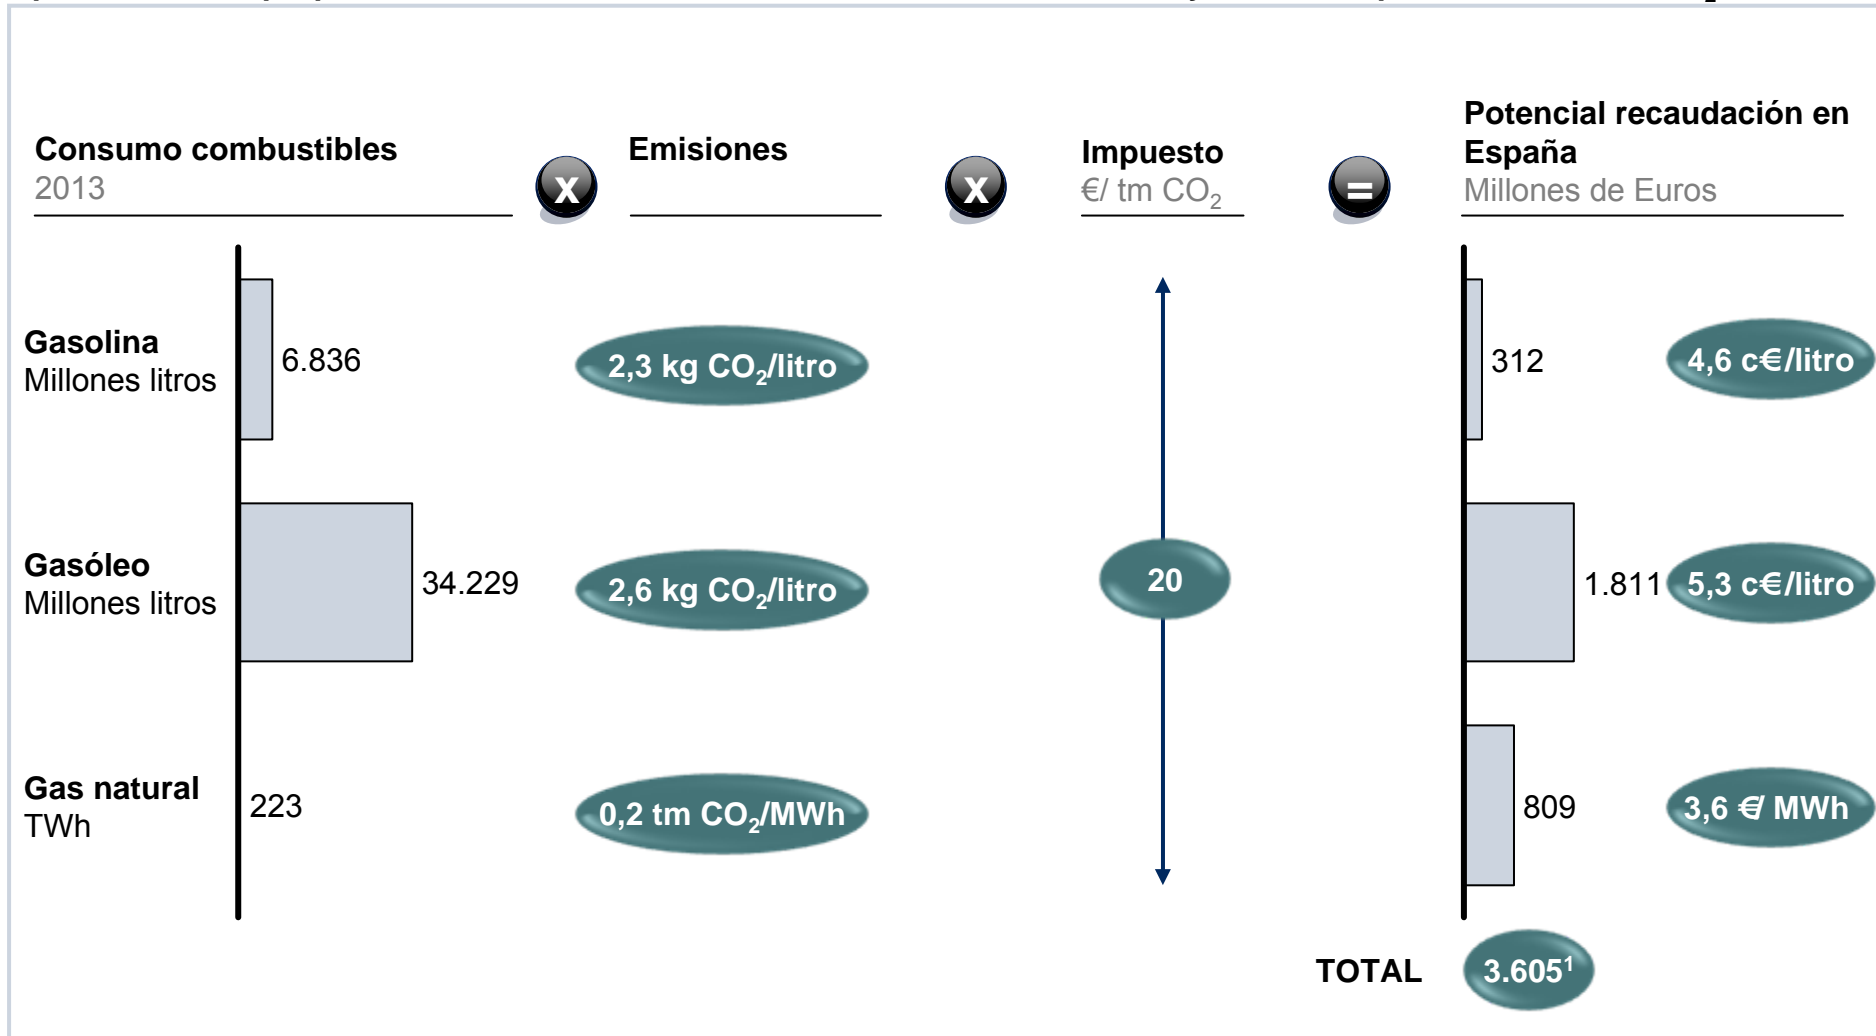 Consumo combustibles
2013
x
Emisiones
x
Impuesto
€/ tm CO₂
=
Potencial recaudación en
España
Millones de Euros
Gasolina
Millones litros
6.836
2,3 kg CO₂/litro
312
4,6 c€/litro
Gasóleo
Millones litros
34.229
2,6 kg CO₂/litro
20
1.811
5,3 c€/litro
Gas natural
TWh
223
0,2 tm CO₂/MWh
809
3,6 €/ MWh
TOTAL
3.605¹